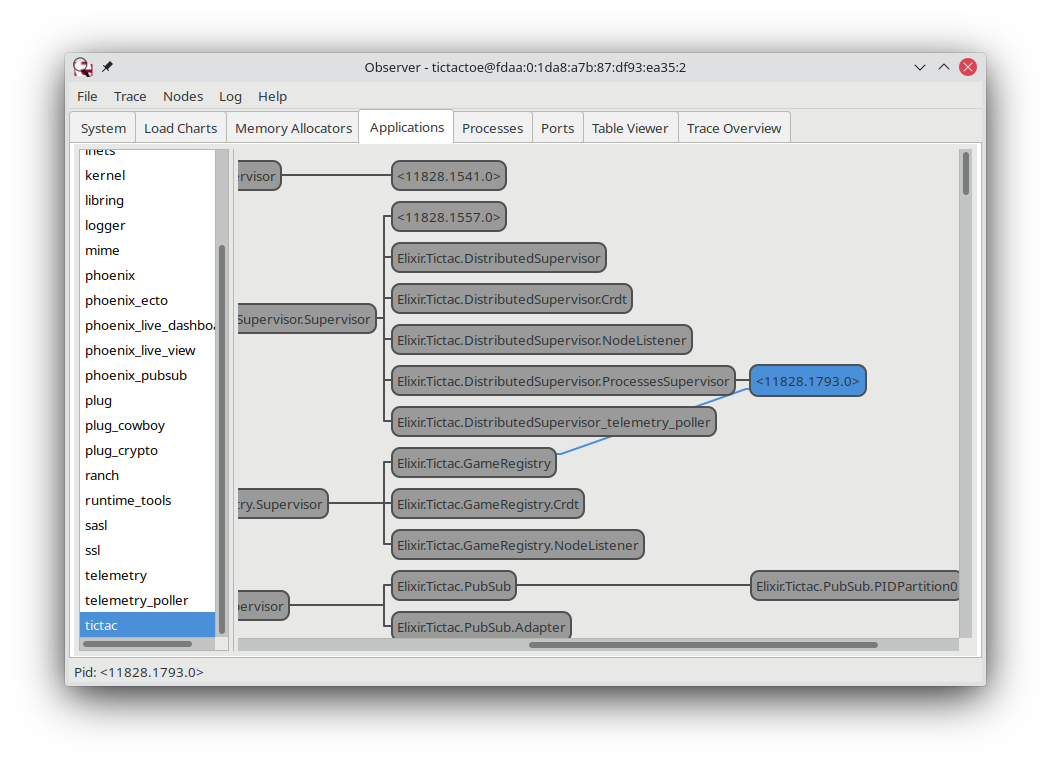 Observer - tictactoe@fdaa:0:1da8:a7b:87:df93:ea35:2
File Trace Nodes Log Help
System Load Charts Memory Allocators Applications Processes Ports Table Viewer Trace Overview
inets
kernel
libring
logger
mime
phoenix
phoenix_ecto
phoenix_live_dashboa
phoenix_live_view
phoenix_pubsub
plug
plug_cowboy
plug_crypto
ranch
runtime_tools
sasl
ssl
telemetry
telemetry_poller
tictac
ervisor
<11828.1541.0>
<11828.1557.0>
Elixir.Tictac.DistributedSupervisor
Elixir.Tictac.DistributedSupervisor.Crdt
Supervisor.Supervisor
Elixir.Tictac.DistributedSupervisor.NodeListener
Elixir.Tictac.DistributedSupervisor.ProcessesSupervisor
<11828.1793.0>
Elixir.Tictac.DistributedSupervisor_telemetry_poller
Elixir.Tictac.GameRegistry
try.Supervisor
Elixir.Tictac.GameRegistry.Crdt
Elixir.Tictac.GameRegistry.NodeListener
Elixir.Tictac.PubSub
Elixir.Tictac.PubSub.PIDPartition0
pervisor
Elixir.Tictac.PubSub.Adapter
Pid: <11828.1793.0>